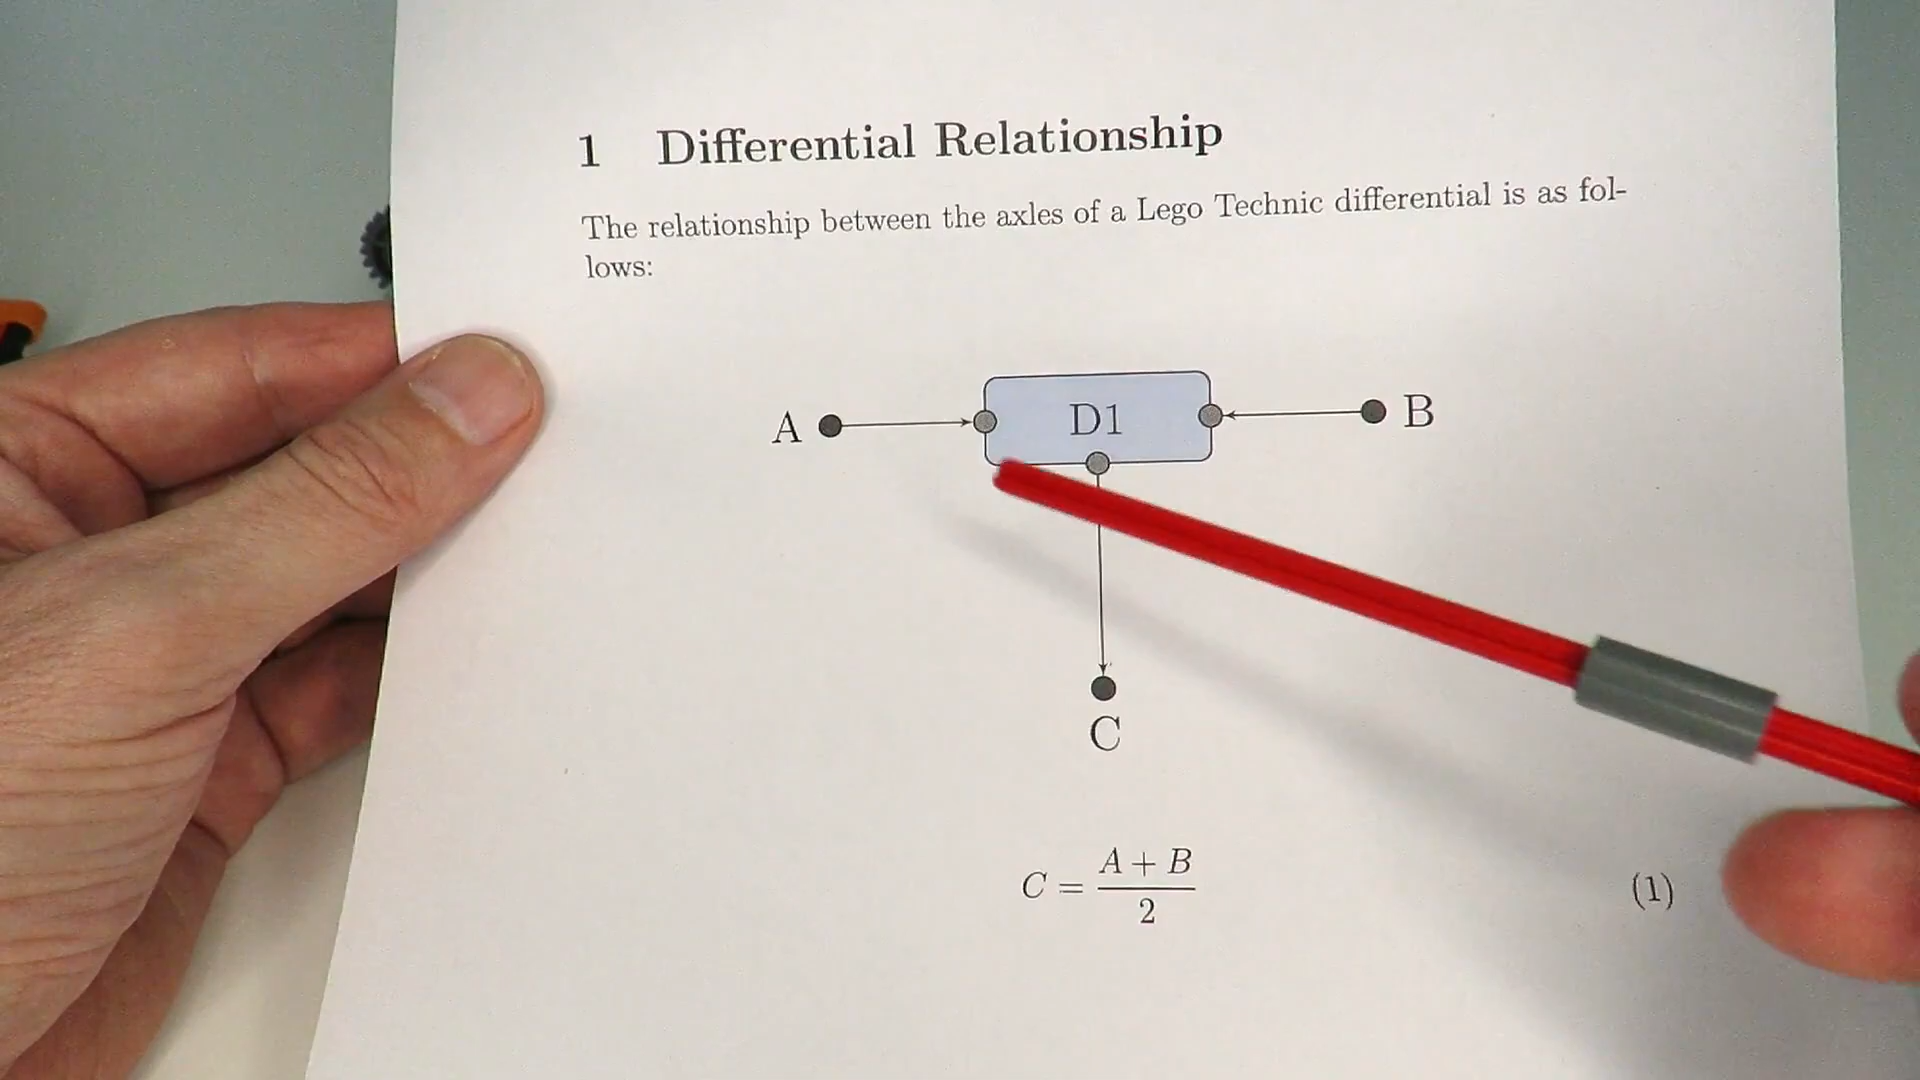 1 Differential Relationship
The relationship between the axles of a Lego Technic differential is as fol-
lows:
A D1 B
C
C = \frac{A + B}{2} (1)